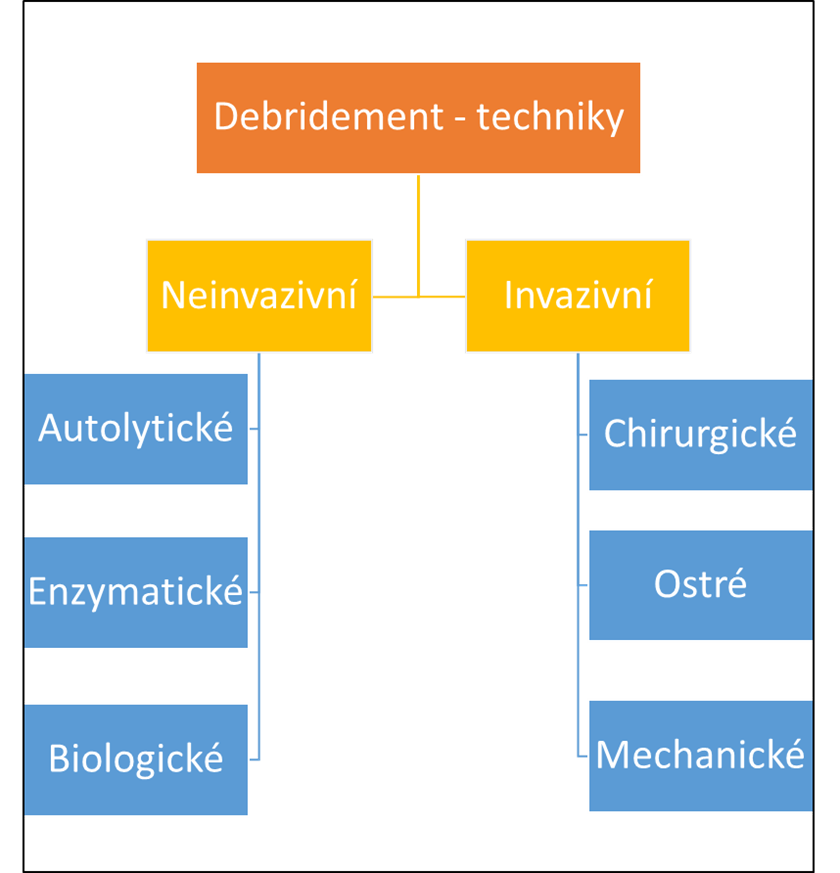 Debridement - techniky
Neinvazivní
Invazivní
Autolytické
Enzymatické
Biologické
Chirurgické
Ostré
Mechanické